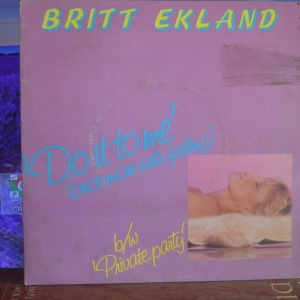 BRITT EKLAND
'Do it to me'
(once more with feeling)
b/w
'Private party'